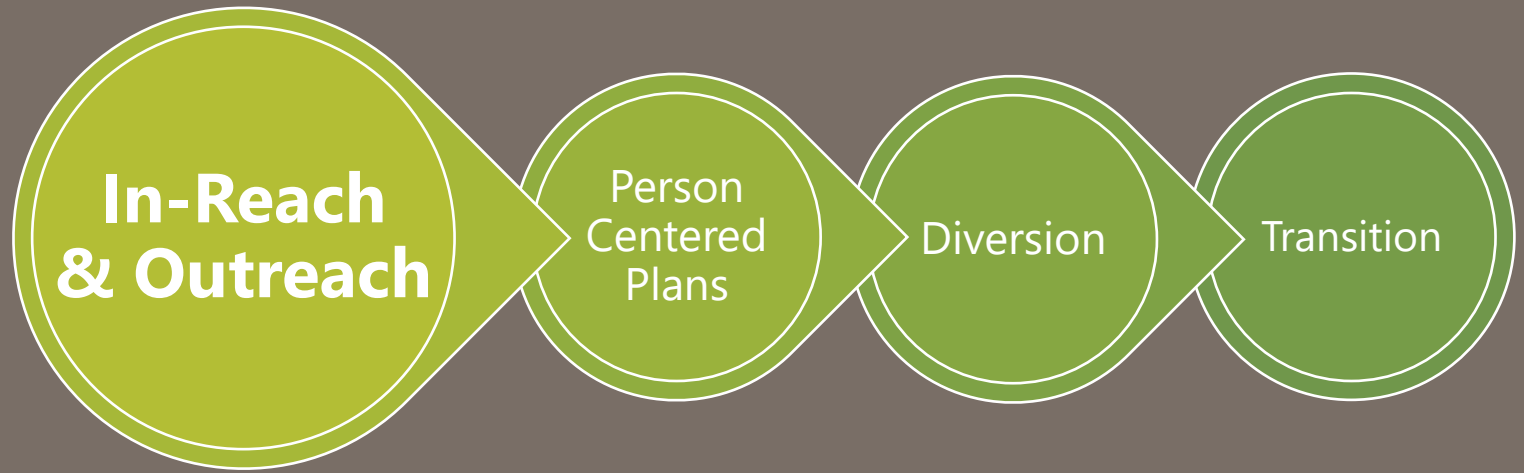 In-Reach
& Outreach
Person
Centered
Plans
Diversion
Transition